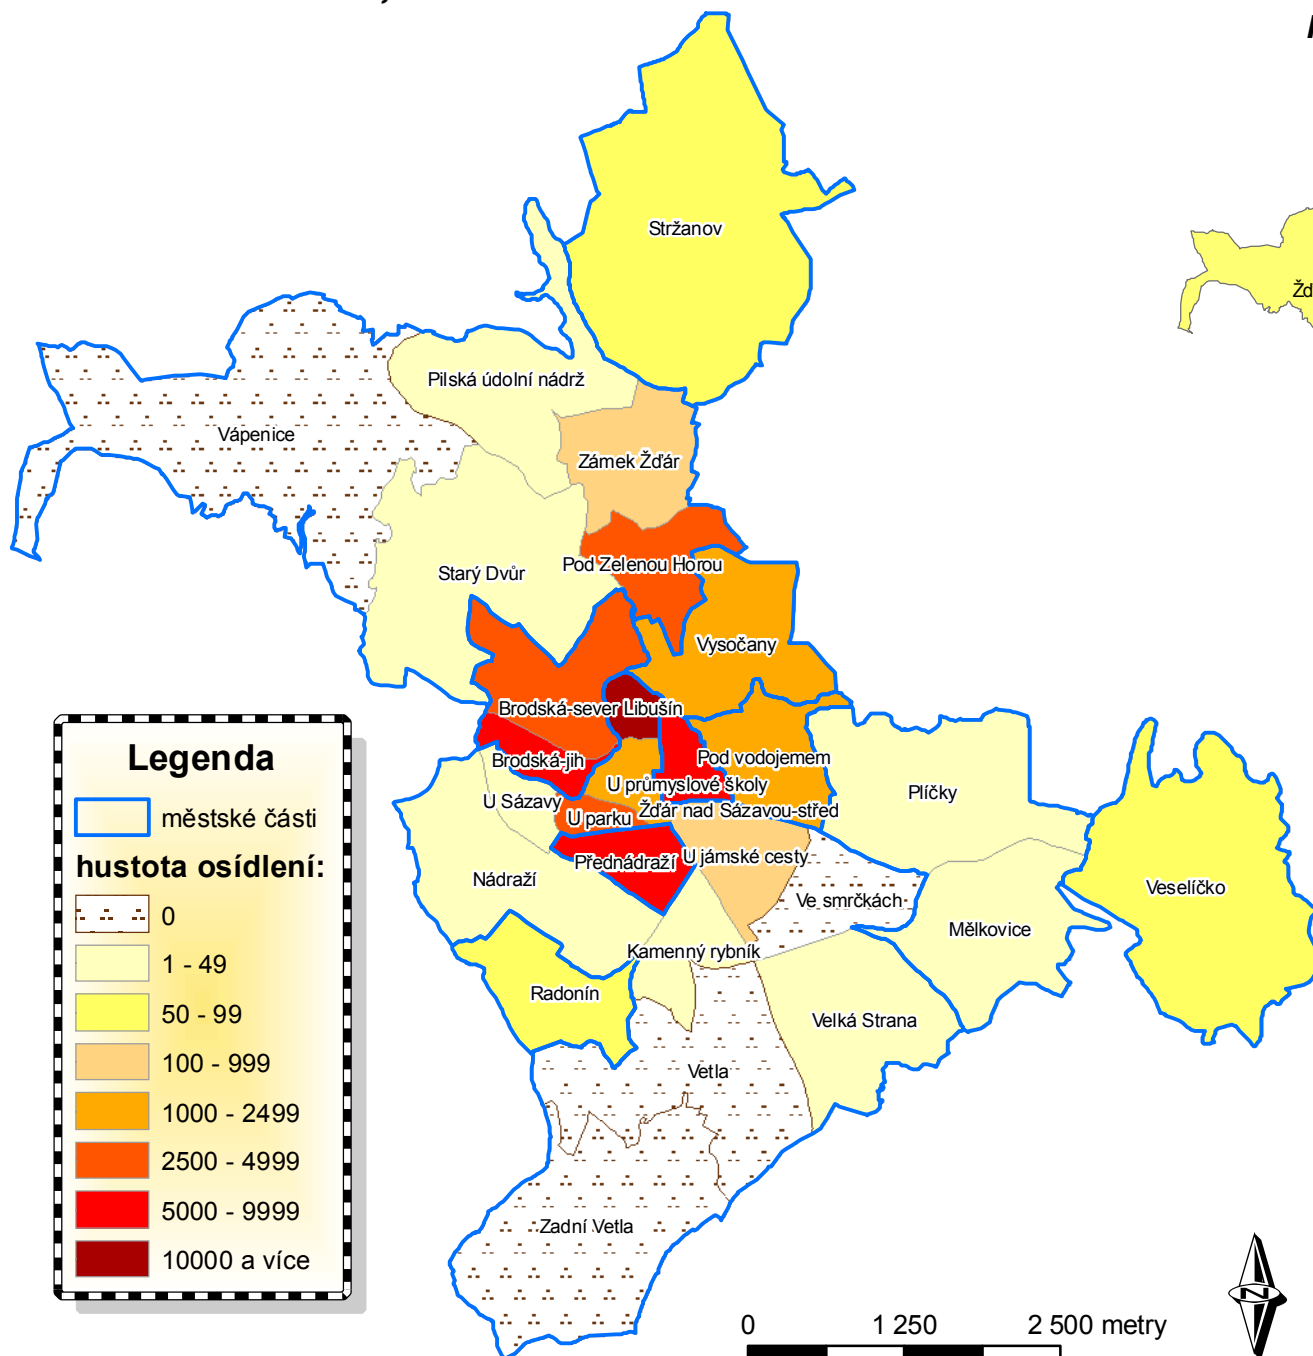 Stržanov
Žd
Pilská údolní nádrž
Vápenice
Zámek Žďár
Pod Zelenou Horou
Starý Dvůr
Vysočany
Brodská-sever
Libušín
Brodská-jih
Pod vodojemem
U průmyslové školy
Plíčky
U Sázavy
Žďár nad Sázavou-střed
U parku
U jámské cesty
Přednádraží
Nádraží
Veselíčko
Ve smrčkách
Mělkovice
Kamenný rybník
Radonín
Velká Strana
Vetla
Zadní Vetla
Legenda
městské části
hustota osídlení:
0
1 - 49
50 - 99
100 - 999
1000 - 2499
2500 - 4999
5000 - 9999
10000 a více
N
0 1 250 2 500 metry